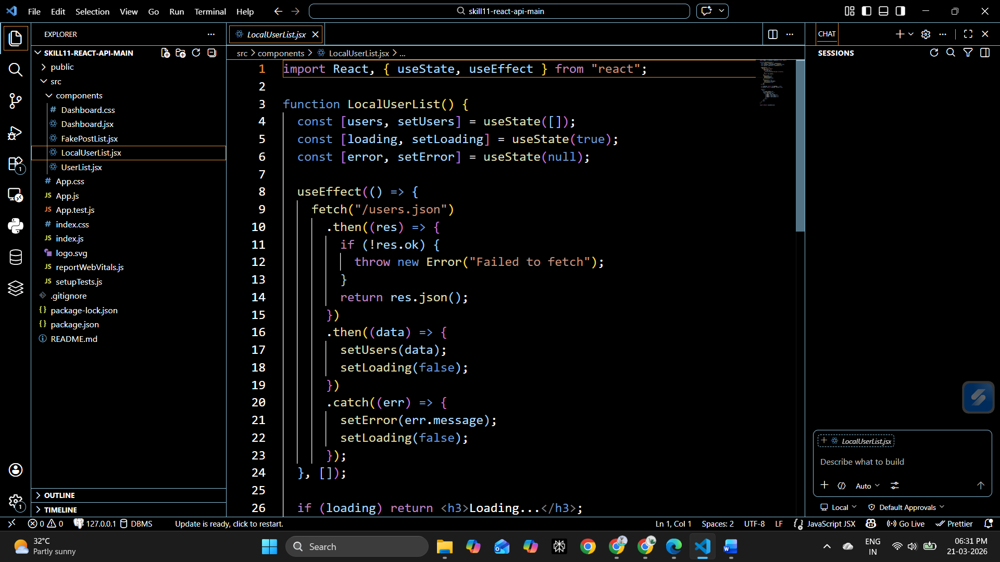 File Edit Selection View Go Run Terminal Help
skill11-react-api-main
EXPLORER
SKILL11-REACT-API-MAIN
public
src
components
Dashboard.css
Dashboard.jsx
FakePostList.jsx
LocalUserList.jsx
UserList.jsx
App.css
App.js
App.test.js
index.css
index.js
logo.svg
reportWebVitals.js
setupTests.js
.gitignore
package-lock.json
package.json
README.md
OUTLINE
TIMELINE
LocalUserList.jsx
src > components > LocalUserList.jsx > ...
1 import React, { useState, useEffect } from "react";
2
3 function LocalUserList() {
4 const [users, setUsers] = useState([]);
5 const [loading, setLoading] = useState(true);
6 const [error, setError] = useState(null);
7
8 useEffect(() => {
9 fetch("/users.json")
10 .then((res) => {
11 if (!res.ok) {
12 throw new Error("Failed to fetch");
13 }
14 return res.json();
15 })
16 .then((data) => {
17 setUsers(data);
18 setLoading(false);
19 })
20 .catch((err) => {
21 setError(err.message);
22 setLoading(false);
23 });
24 }, []);
25
26 if (loading) return <h3>Loading...</h3>;
CHAT
SESSIONS
LocalUserList.jsx
Describe what to build
Auto
Local Default Approvals
0 0 127.0.0.1 DBMS Update is ready, click to restart. Ln 1, Col 1 Spaces: 2 UTF-8 LF JavaScript JSX Go Live Prettier
32°C
Partly sunny
Search
ENG
IN
06:31 PM
21-03-2026